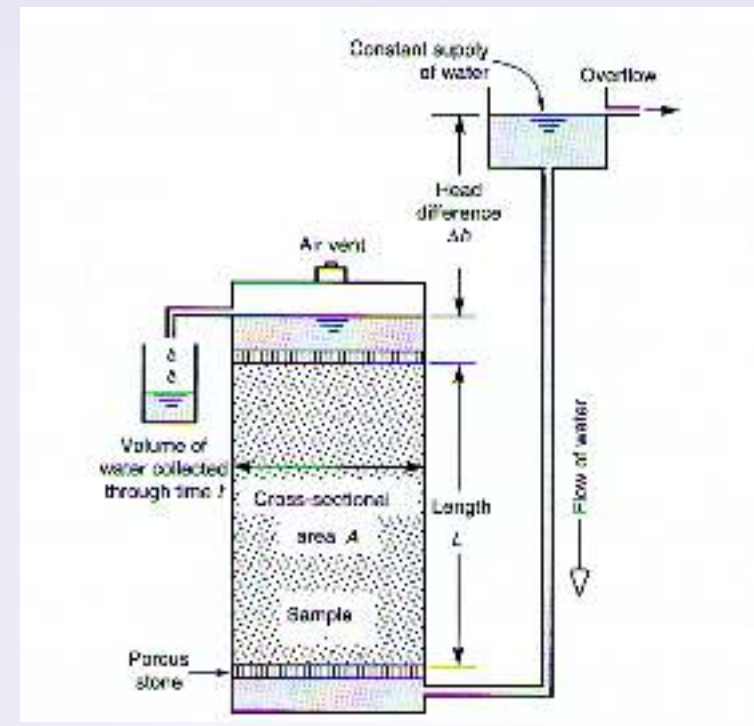 Constant supply
of water
Overflow
Head
difference
Δh
Air vent
Volume of
water collected
through time t
Cross-sectional
area A
Length
L
Flow of water
Sample
Porous
stone